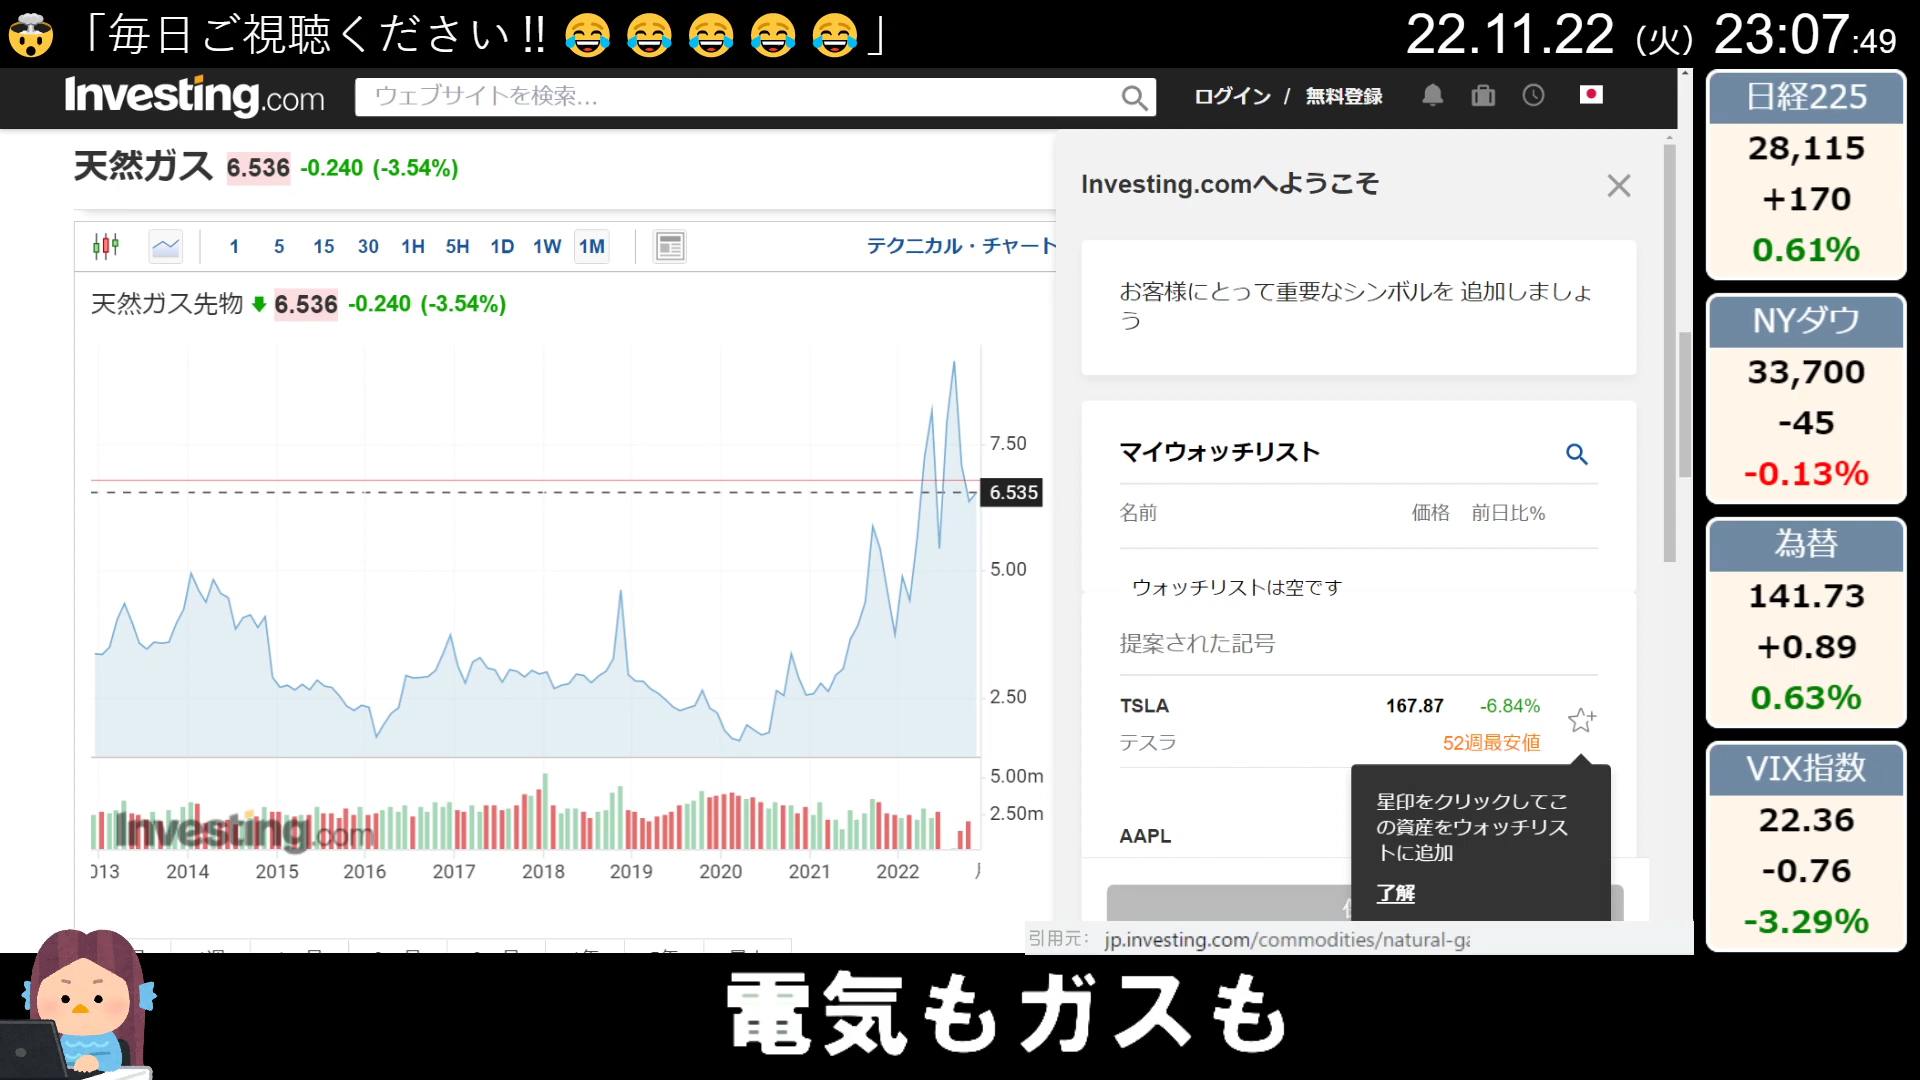 「毎日ご視聴ください!!😂😂😂😂😂」
22.11.22 (火) 23:07:49
Investing.com
ウェブサイトを検索...
ログイン / 無料登録
天然ガス 6.536 -0.240 (-3.54%)
1 5 15 30 1H 5H 1D 1W 1M
テクニカル・チャート
天然ガス先物 6.536 -0.240 (-3.54%)
7.50
6.535
5.00
2.50
5.00m
2.50m
Investing.com
2014 2015 2016 2017 2018 2019 2020 2021 2022
Investing.comへようこそ
お客様にとって重要なシンボルを 追加しましょ
う
マイウォッチリスト
名前 価格 前日比%
ウォッチリストは空です
提案された記号
TSLA 167.87 -6.84%
テスラ 52週最安値
AAPL
星印をクリックしてこ
の資産をウォッチリス
トに追加
了解
引用元: jp.investing.com/commodities/natural-ga
日経225
28,115
+170
0.61%
NYダウ
33,700
-45
-0.13%
為替
141.73
+0.89
0.63%
VIX指数
22.36
-0.76
-3.29%
電気もガスも